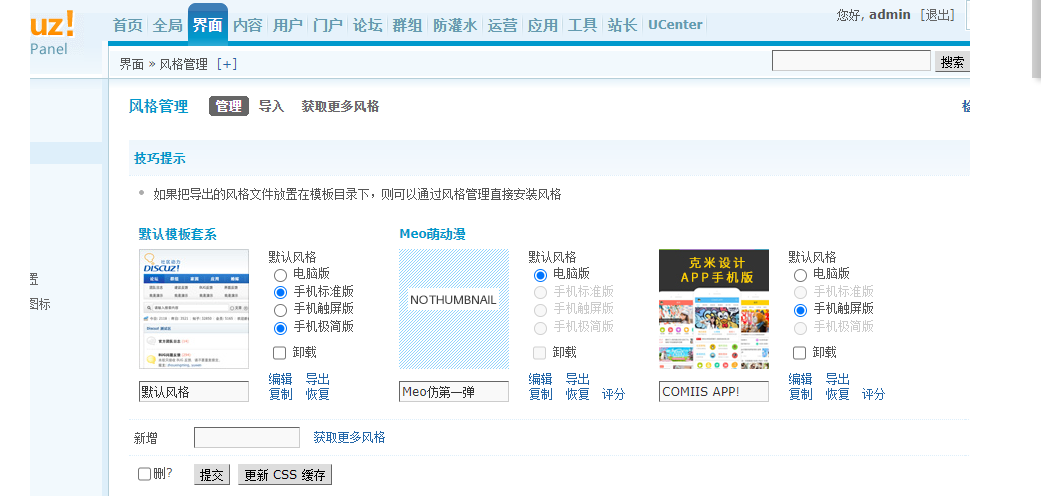 uz!
Panel
首页 全局 界面 内容 用户 门户 论坛 群组 防灌水 运营 应用 工具 站长 UCenter
您好, admin [退出]
界面 » 风格管理 [+]
搜索
风格管理 管理 导入 获取更多风格
技巧提示
如果把导出的风格文件放置在模板目录下，则可以通过风格管理直接安装风格
置
图标
默认模板套系
DISCUZ!
默认风格
电脑版
手机标准版
手机触屏版
手机极简版
卸载
编辑 导出
复制 恢复
默认风格
Meo萌动漫
NOTHUMBNAIL
默认风格
电脑版
手机标准版
手机触屏版
手机极简版
卸载
编辑 导出
复制 恢复 评分
Meo仿第一弹
克米设计
APP手机版
默认风格
电脑版
手机标准版
手机触屏版
手机极简版
卸载
编辑 导出
复制 恢复 评分
COMIIS APP!
新增 获取更多风格
删? 提交 更新 CSS 缓存